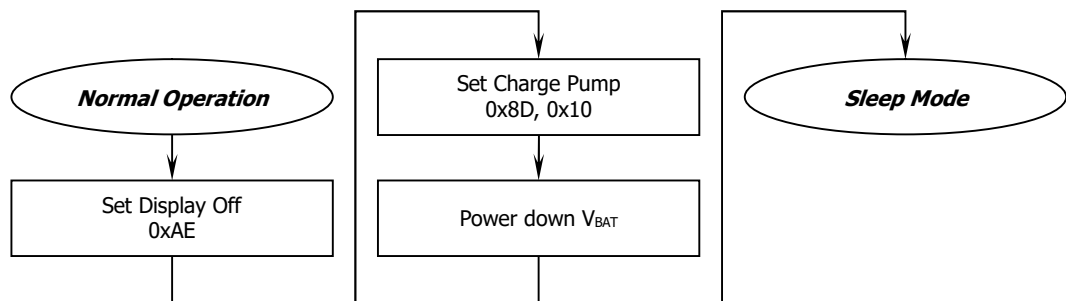 Normal Operation
Set Display Off
0xAE
Set Charge Pump
0x8D, 0x10
Power down VBAT
Sleep Mode